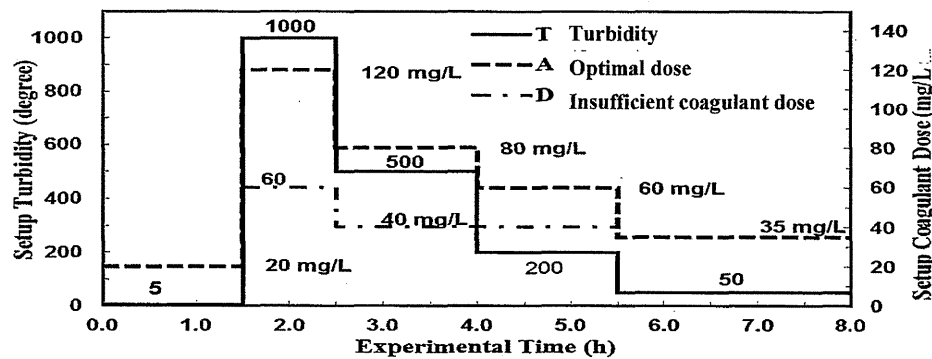 1000
T Turbidity
A Optimal dose
D Insufficient coagulant dose
120 mg/L
80 mg/L
500
60
60 mg/L
40 mg/L
35 mg/L
20 mg/L
5
200
50
Setup Turbidity (degree)
1000
800
600
400
200
0
Setup Coagulant Dose (mg/L)
140
120
100
80
60
40
20
0
0.0 1.0 2.0 3.0 4.0 5.0 6.0 7.0 8.0
Experimental Time (h)